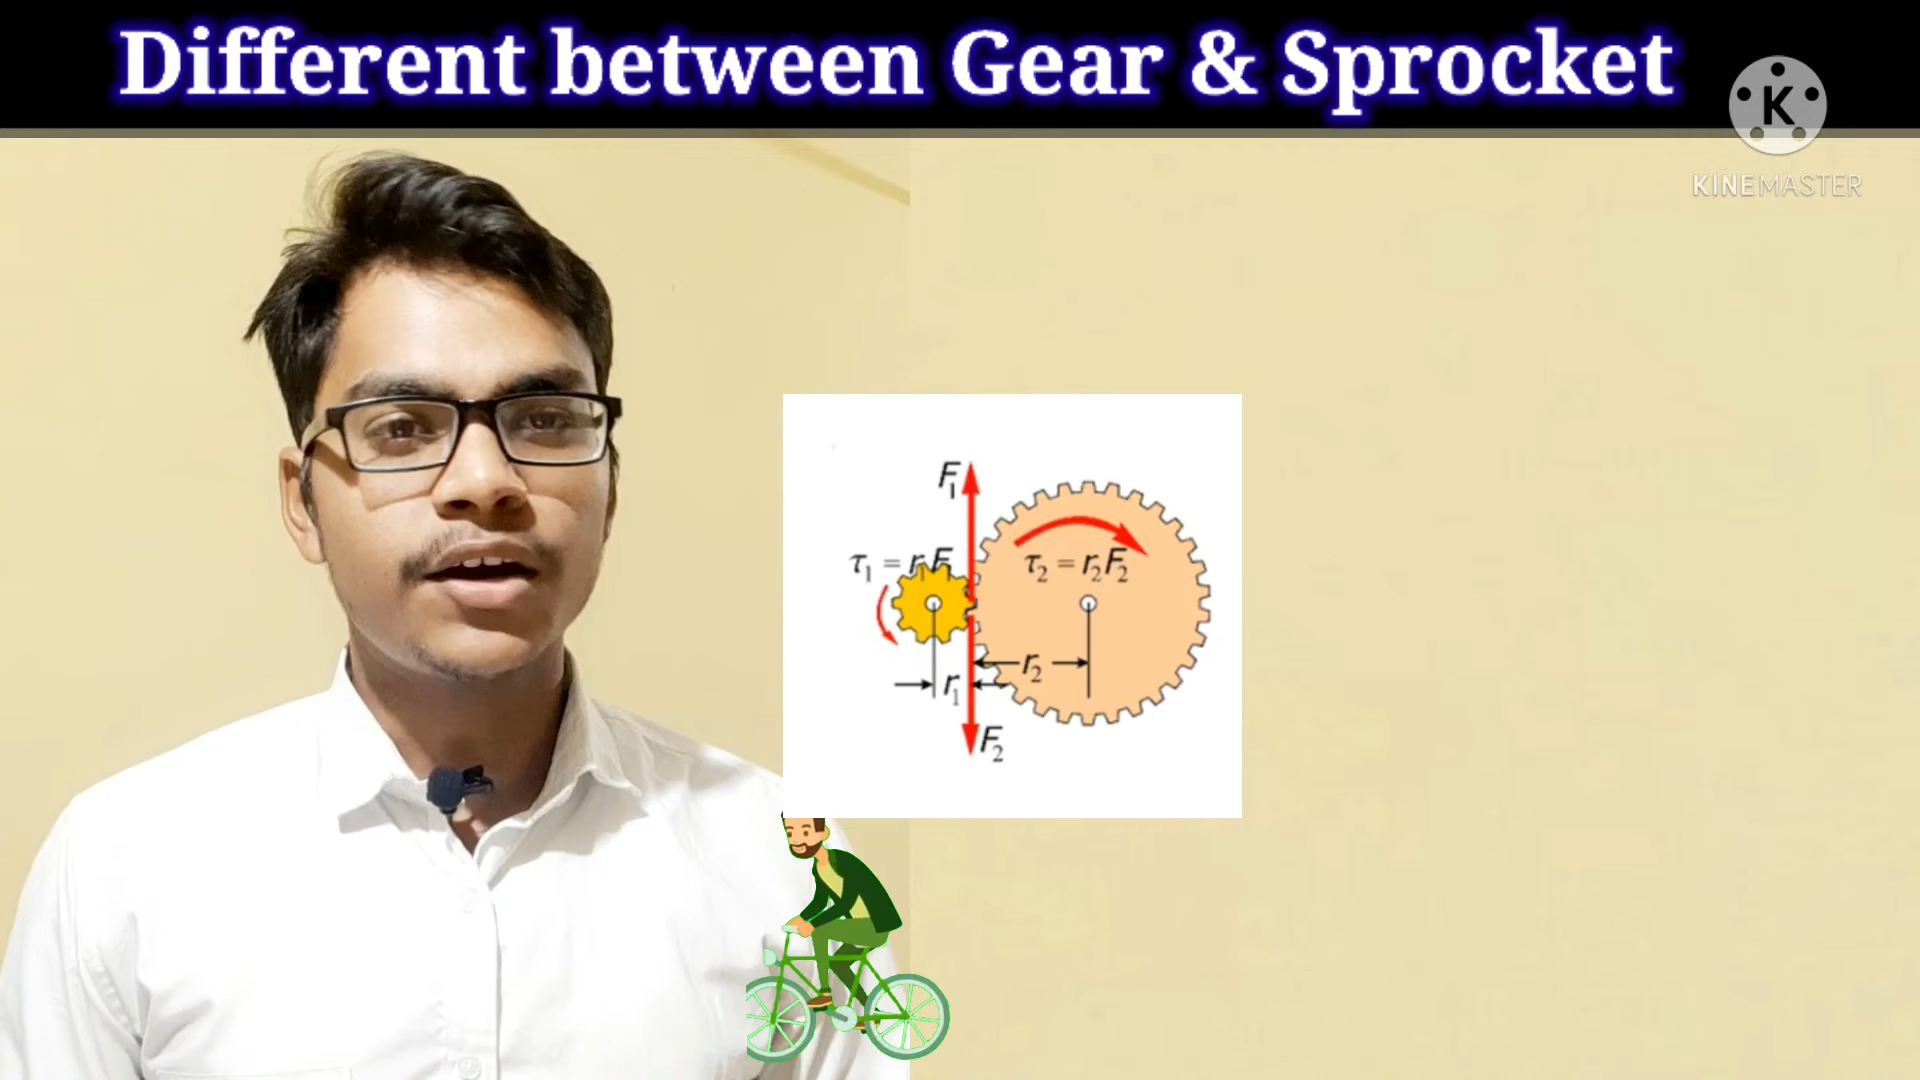 Different between Gear & Sprocket
K
KINEMASTER
F₁
τ₁ = r₁F₁
τ₂ = r₂F₂
r₂
r₁
F₂